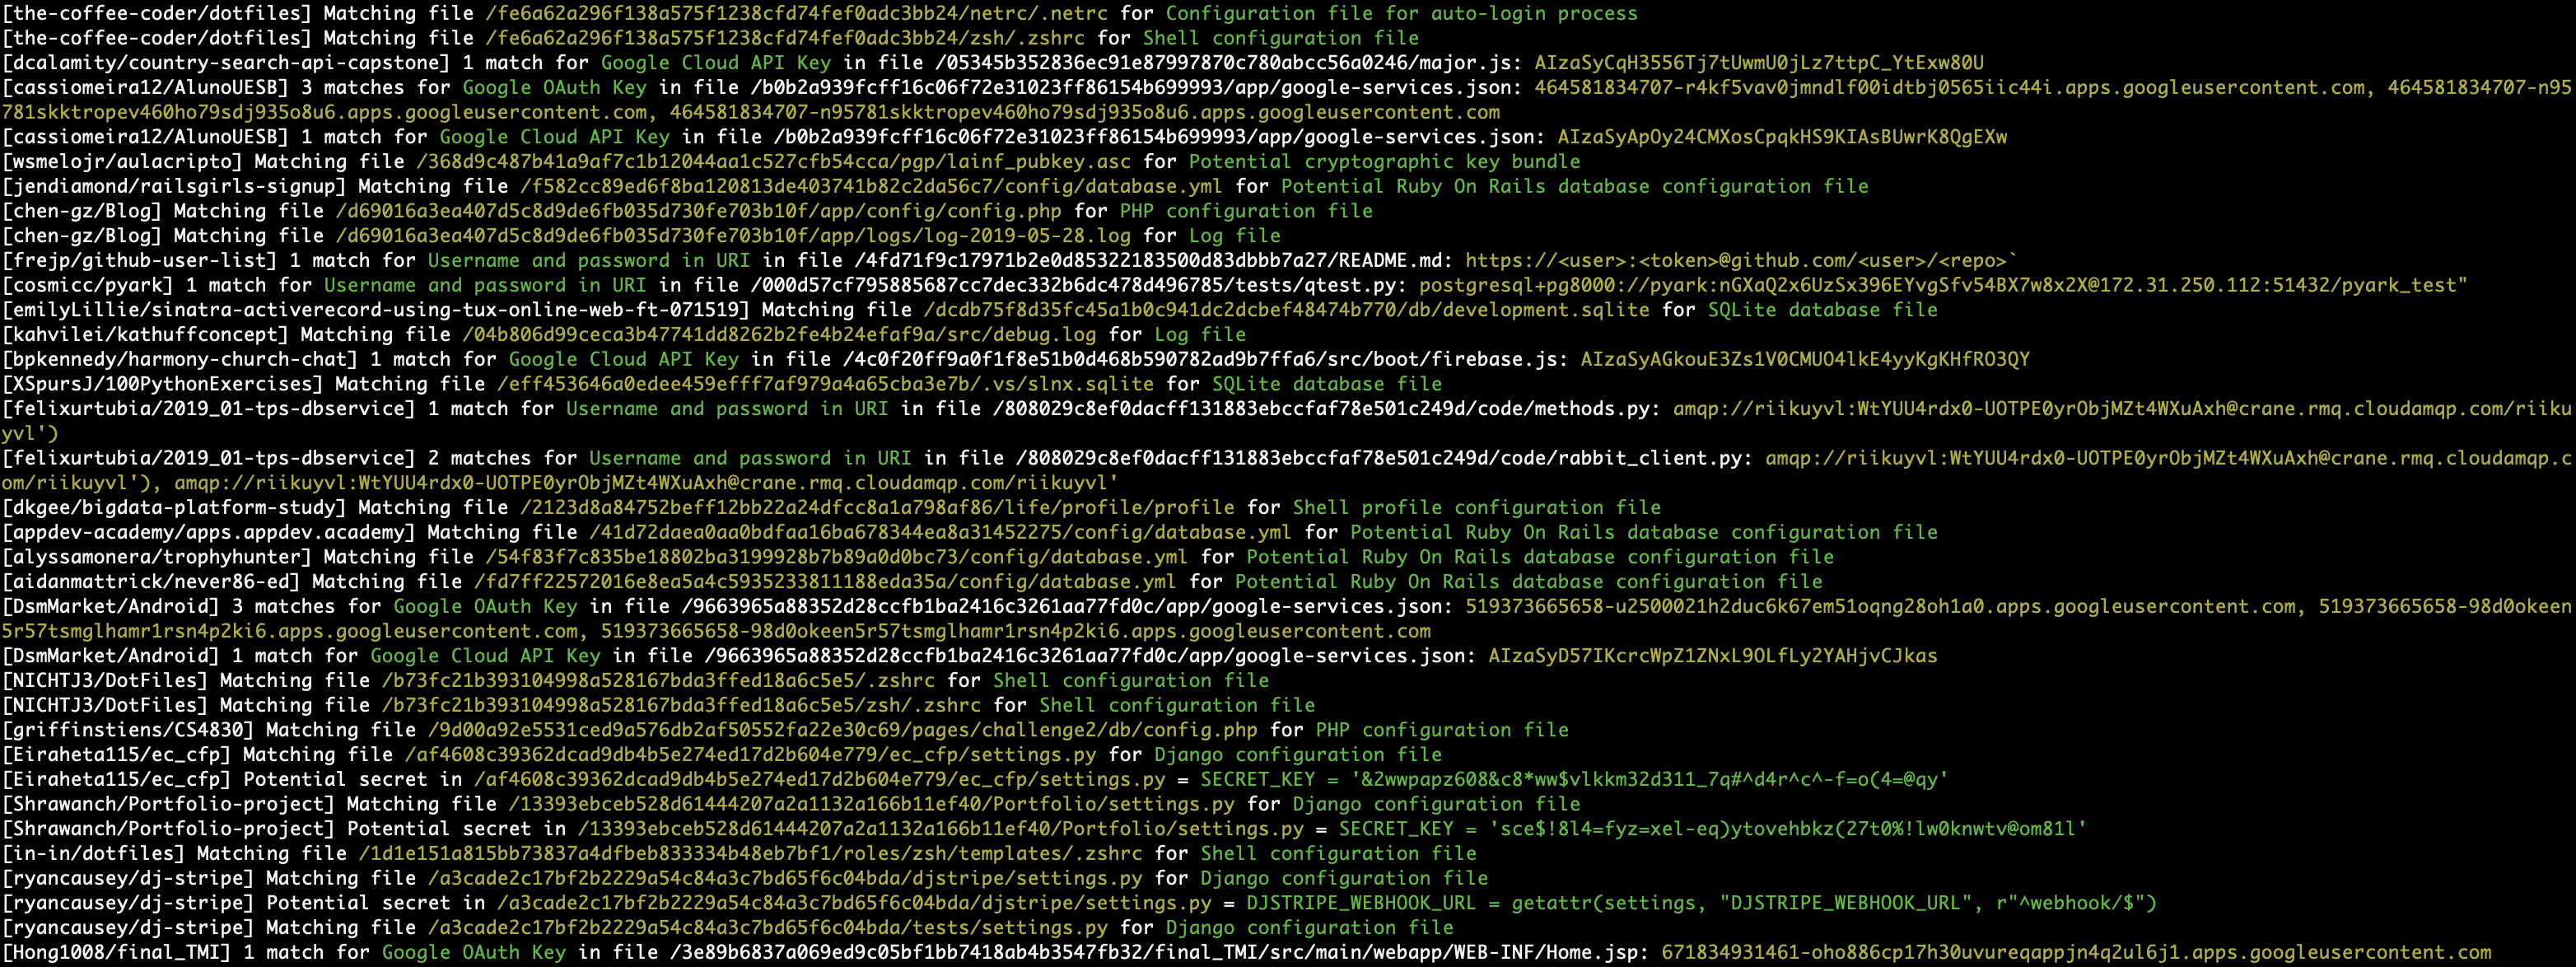 [the-coffee-coder/dotfiles] Matching file /fe6a62a296f138a575f1238cfd74fef0adc3bb24/netrc/.netrc for Configuration file for auto-login process
[the-coffee-coder/dotfiles] Matching file /fe6a62a296f138a575f1238cfd74fef0adc3bb24/zsh/.zshrc for Shell configuration file
[dcalamity/country-search-api-capstone] 1 match for Google Cloud API Key in file /05345b352836ec91e87997870c780abcc56a0246/major.js: AIzaSyCqH3556Tj7tUwmU0jLz7ttpC_YtExw80U
[cassiomeira12/AlunoUESB] 3 matches for Google OAuth Key in file /b0b2a939fcff16c06f72e31023ff86154b699993/app/google-services.json: 464581834707-r4kf5vav0jmndlf00idtbj0565iic44i.apps.googleusercontent.com, 464581834707-n95
781skktropev460ho79sdj935o8u6.apps.googleusercontent.com, 464581834707-n95781skktropev460ho79sdj935o8u6.apps.googleusercontent.com
[cassiomeira12/AlunoUESB] 1 match for Google Cloud API Key in file /b0b2a939fcff16c06f72e31023ff86154b699993/app/google-services.json: AIzaSyApOy24CMXosCpqkHS9KIAsBUwrK8QgEXw
[wsmelojr/aulacripto] Matching file /368d9c487b41a9af7c1b12044aa1c527cfb54cca/pgp/lainf_pubkey.asc for Potential cryptographic key bundle
[jendiamond/railsgirls-signup] Matching file /f582cc89ed6f8ba120813de403741b82c2da56c7/config/database.yml for Potential Ruby On Rails database configuration file
[chen-gz/Blog] Matching file /d69016a3ea407d5c8d9de6fb035d730fe703b10f/app/config/config.php for PHP configuration file
[chen-gz/Blog] Matching file /d69016a3ea407d5c8d9de6fb035d730fe703b10f/app/logs/log-2019-05-28.log for Log file
[frejp/github-user-list] 1 match for Username and password in URI in file /4fd71f9c17971b2e0d85322183500d83dbbb7a27/README.md: https://<user>:<token>@github.com/<user>/<repo>`
[cosmicc/pyark] 1 match for Username and password in URI in file /000d57cf795885687cc7dec332b6dc478d496785/tests/qtest.py: postgresql+pg8000://pyark:nGXaQ2x6UzSx396EYvgSfv54BX7w8x2X@172.31.250.112:51432/pyark_test"
[emilyLillie/sinatra-activerecord-using-tux-online-web-ft-071519] Matching file /dcdb75f8d35fc45a1b0c941dc2dcbef48474b770/db/development.sqlite for SQLite database file
[kahvilei/kathuffconcept] Matching file /04b806d99ceca3b47741dd8262b2fe4b24efaf9a/src/debug.log for Log file
[bpkennedy/harmony-church-chat] 1 match for Google Cloud API Key in file /4c0f20ff9a0f1f8e51b0d468b590782ad9b7ffa6/src/boot/firebase.js: AIzaSyAGkouE3Zs1V0CMUO4lkE4yyKgKHfRO3QY
[XSpursJ/100PythonExercises] Matching file /eff453646a0edee459efff7af979a4a65cba3e7b/.vs/slnx.sqlite for SQLite database file
[felixurtubia/2019_01-tps-dbservice] 1 match for Username and password in URI in file /808029c8ef0dacff131883ebccfaf78e501c249d/code/methods.py: amqp://riikuyvl:WtYUU4rdx0-UOTPE0yrObjMZt4WXuAxh@crane.rmq.cloudamqp.com/riiku
yvl')
[felixurtubia/2019_01-tps-dbservice] 2 matches for Username and password in URI in file /808029c8ef0dacff131883ebccfaf78e501c249d/code/rabbit_client.py: amqp://riikuyvl:WtYUU4rdx0-UOTPE0yrObjMZt4WXuAxh@crane.rmq.cloudamqp.c
om/riikuyvl'), amqp://riikuyvl:WtYUU4rdx0-UOTPE0yrObjMZt4WXuAxh@crane.rmq.cloudamqp.com/riikuyvl'
[dkgee/bigdata-platform-study] Matching file /2123d8a84752beff12bb22a24dfcc8a1a798af86/life/profile/profile for Shell profile configuration file
[appdev-academy/apps.appdev.academy] Matching file /41d72daea0aa0bdfaa16ba678344ea8a31452275/config/database.yml for Potential Ruby On Rails database configuration file
[alyssamonera/trophyhunter] Matching file /54f83f7c835be18802ba3199928b7b89a0d0bc73/config/database.yml for Potential Ruby On Rails database configuration file
[aidanmattrick/never86-ed] Matching file /fd7ff22572016e8ea5a4c5935233811188eda35a/config/database.yml for Potential Ruby On Rails database configuration file
[DsmMarket/Android] 3 matches for Google OAuth Key in file /9663965a88352d28ccfb1ba2416c3261aa77fd0c/app/google-services.json: 519373665658-u2500021h2duc6k67em51oqng28oh1a0.apps.googleusercontent.com, 519373665658-98d0okeen
5r57tsmglhamr1rsn4p2ki6.apps.googleusercontent.com, 519373665658-98d0okeen5r57tsmglhamr1rsn4p2ki6.apps.googleusercontent.com
[DsmMarket/Android] 1 match for Google Cloud API Key in file /9663965a88352d28ccfb1ba2416c3261aa77fd0c/app/google-services.json: AIzaSyD57IKcrcWpZ1ZNxL9OLfLy2YAHjvCJkas
[NICHTJ3/DotFiles] Matching file /b73fc21b393104998a528167bda3ffed18a6c5e5/.zshrc for Shell configuration file
[NICHTJ3/DotFiles] Matching file /b73fc21b393104998a528167bda3ffed18a6c5e5/zsh/.zshrc for Shell configuration file
[griffinstiens/CS4830] Matching file /9d00a92e5531ced9a576db2af50552fa22e30c69/pages/challenge2/db/config.php for PHP configuration file
[Eiraheta115/ec_cfp] Matching file /af4608c39362dcad9db4b5e274ed17d2b604e779/ec_cfp/settings.py for Django configuration file
[Eiraheta115/ec_cfp] Potential secret in /af4608c39362dcad9db4b5e274ed17d2b604e779/ec_cfp/settings.py = SECRET_KEY = '&2wwpapz608&c8*ww$vlkkm32d311_7q#^d4r^c^-f=o(4=@qy'
[Shrawanch/Portfolio-project] Matching file /13393ebceb528d61444207a2a1132a166b11ef40/Portfolio/settings.py for Django configuration file
[Shrawanch/Portfolio-project] Potential secret in /13393ebceb528d61444207a2a1132a166b11ef40/Portfolio/settings.py = SECRET_KEY = 'sce$!8l4=fyz=xel-eq)ytovehbkz(27t0%!lw0knwtv@om81l'
[in-in/dotfiles] Matching file /1d1e151a815bb73837a4dfbeb833334b48eb7bf1/roles/zsh/templates/.zshrc for Shell configuration file
[ryancausey/dj-stripe] Matching file /a3cade2c17bf2b2229a54c84a3c7bd65f6c04bda/djstripe/settings.py for Django configuration file
[ryancausey/dj-stripe] Potential secret in /a3cade2c17bf2b2229a54c84a3c7bd65f6c04bda/djstripe/settings.py = DJSTRIPE_WEBHOOK_URL = getattr(settings, "DJSTRIPE_WEBHOOK_URL", r"^webhook/$")
[ryancausey/dj-stripe] Matching file /a3cade2c17bf2b2229a54c84a3c7bd65f6c04bda/tests/settings.py for Django configuration file
[Hong1008/final_TMI] 1 match for Google OAuth Key in file /3e89b6837a069ed9c05bf1bb7418ab4b3547fb32/final_TMI/src/main/webapp/WEB-INF/Home.jsp: 671834931461-oho886cp17h30uvureqappjn4q2ul6j1.apps.googleusercontent.com